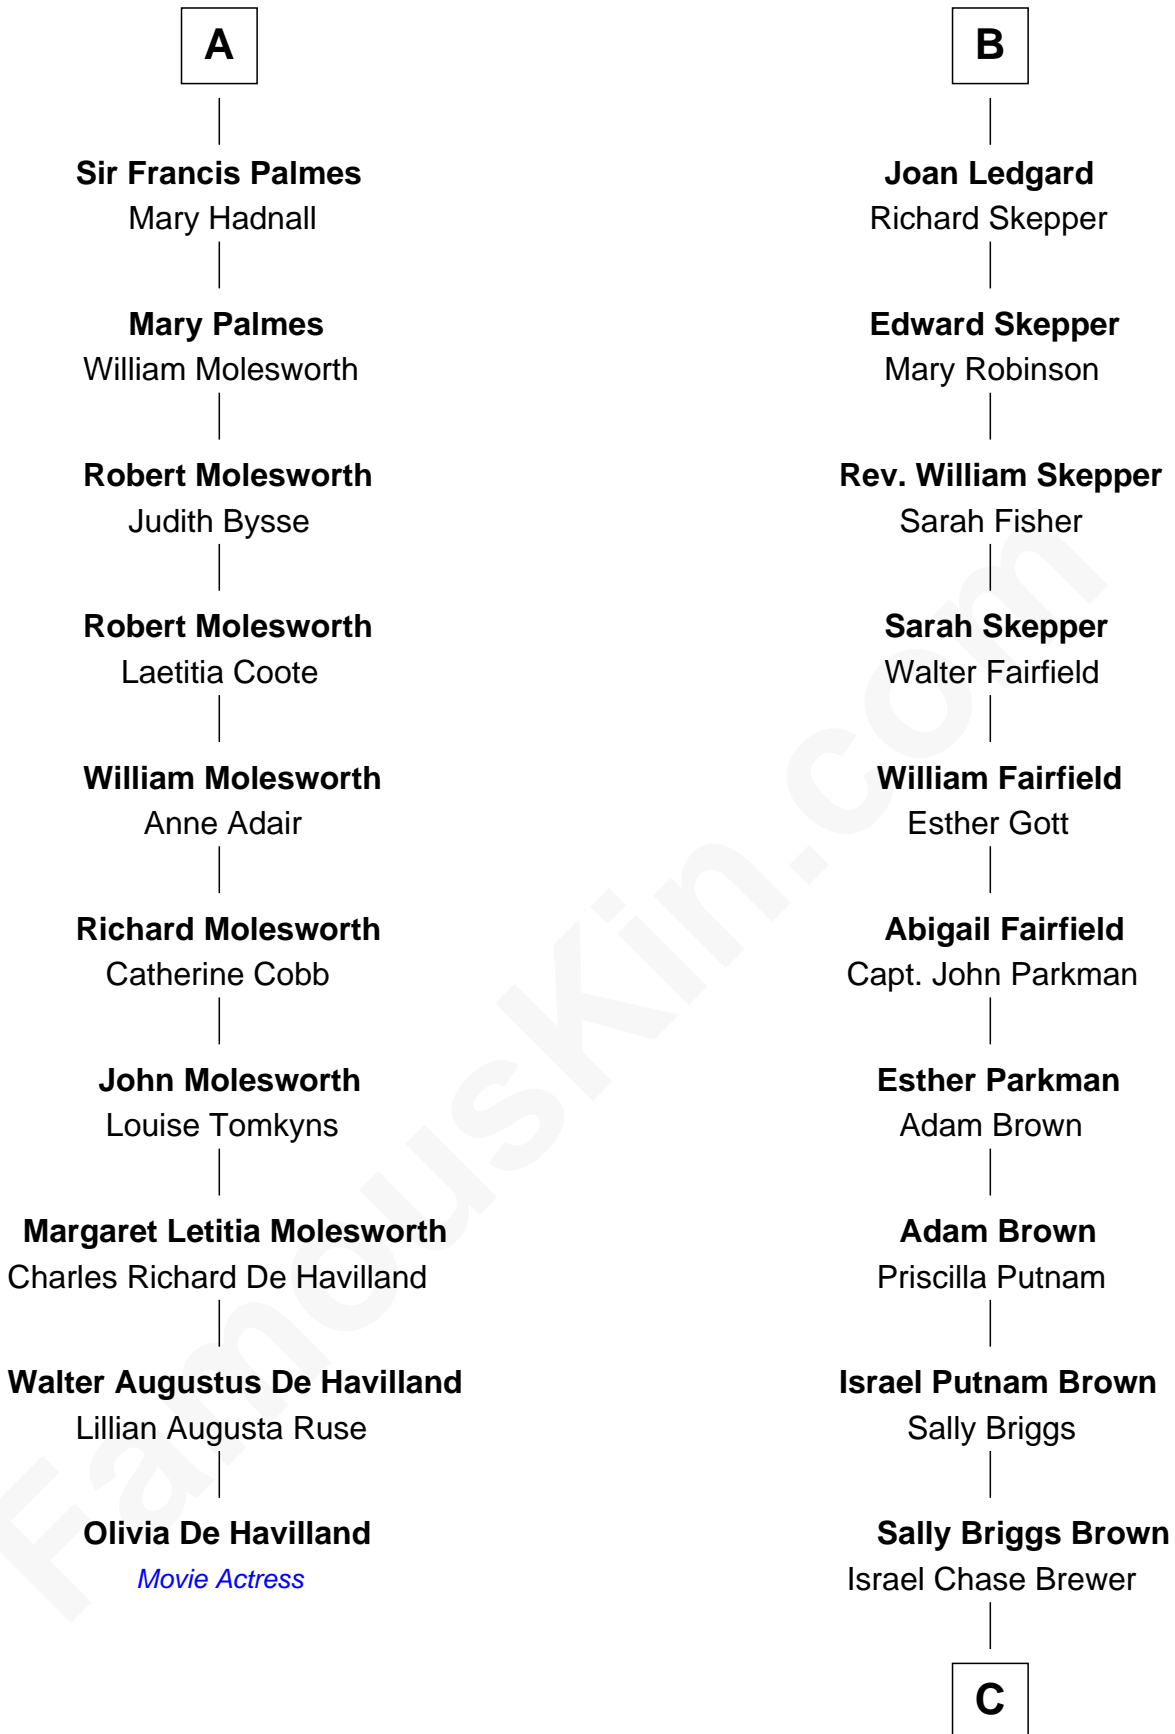 A
Sir Francis Palmes
Mary Hadnall
Mary Palmes
William Molesworth
Robert Molesworth
Judith Bysse
Robert Molesworth
Laetitia Coote
William Molesworth
Anne Adair
Richard Molesworth
Catherine Cobb
John Molesworth
Louise Tomkyns
Margaret Letitia Molesworth
Charles Richard De Havilland
Walter Augustus De Havilland
Lillian Augusta Ruse
Olivia De Havilland
Movie Actress
B
Joan Ledgard
Richard Skepper
Edward Skepper
Mary Robinson
Rev. William Skepper
Sarah Fisher
Sarah Skepper
Walter Fairfield
William Fairfield
Esther Gott
Abigail Fairfield
Capt. John Parkman
Esther Parkman
Adam Brown
Adam Brown
Priscilla Putnam
Israel Putnam Brown
Sally Briggs
Sally Briggs Brown
Israel Chase Brewer
C
FamousKin.com